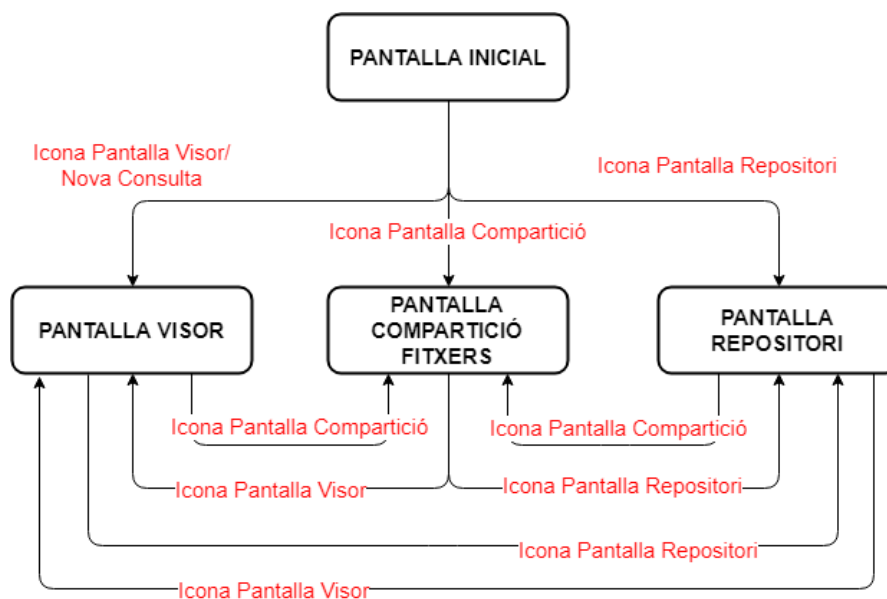 PANTALLA INICIAL
Icona Pantalla Visor/
Nova Consulta
Icona Pantalla Repositori
Icona Pantalla Compartició
PANTALLA VISOR
PANTALLA
COMPARTICIÓ
FITXERS
PANTALLA
REPOSITORI
Icona Pantalla Compartició
Icona Pantalla Compartició
Icona Pantalla Visor
Icona Pantalla Repositori
Icona Pantalla Repositori
Icona Pantalla Visor